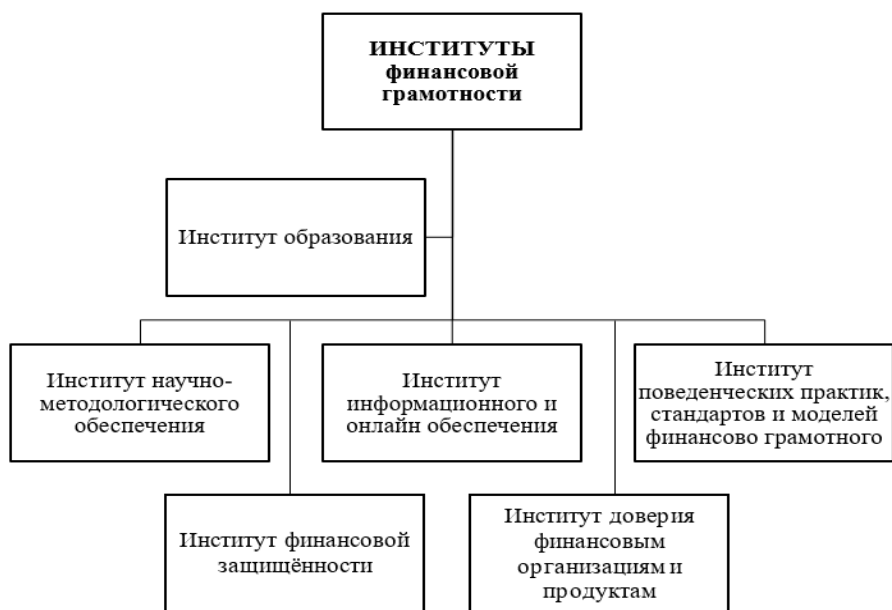 ИНСТИТУТЫ
финансовой
грамотности
Институт образования
Институт научно-
методологического
обеспечения
Институт
информационного и
онлайн обеспечения
Институт
поведенческих практик,
стандартов и моделей
финансово грамотного
Институт финансовой
защищённости
Институт доверия
финансовым
организациям и
продуктам